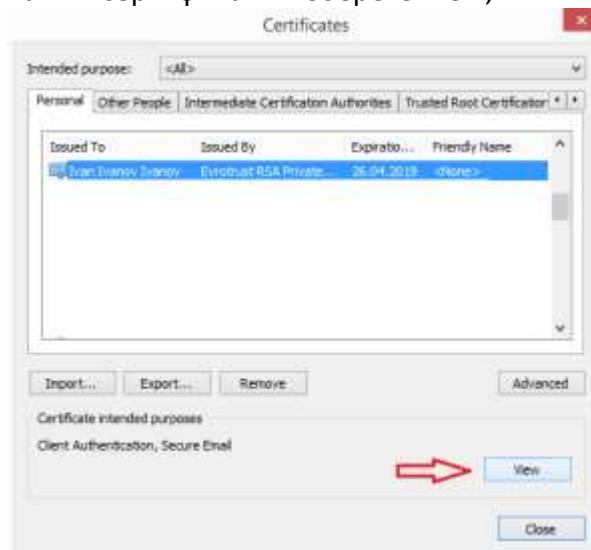 Certificates
Intended purpose: <All>
Personal Other People Intermediate Certification Authorities Trusted Root Certification
Issued To Issued By Expiratio... Friendly Name
Ivan Ivanov Ivanov Evrotrust RSA Private... 26.04.2019 <None>
Import... Export... Remove Advanced
Certificate intended purposes
Client Authentication, Secure Email
View
Close